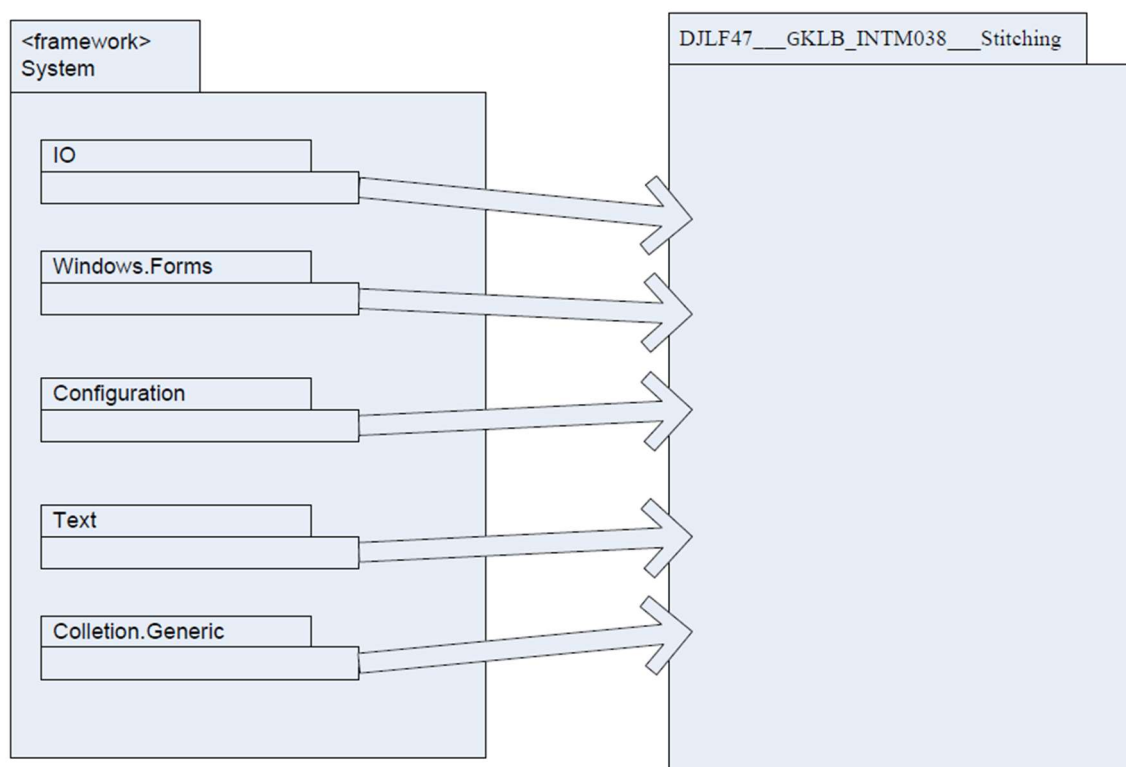 <framework>
System
DJLF47___GKLB_INTM038___Stitching
IO
Windows.Forms
Configuration
Text
Colletion.Generic